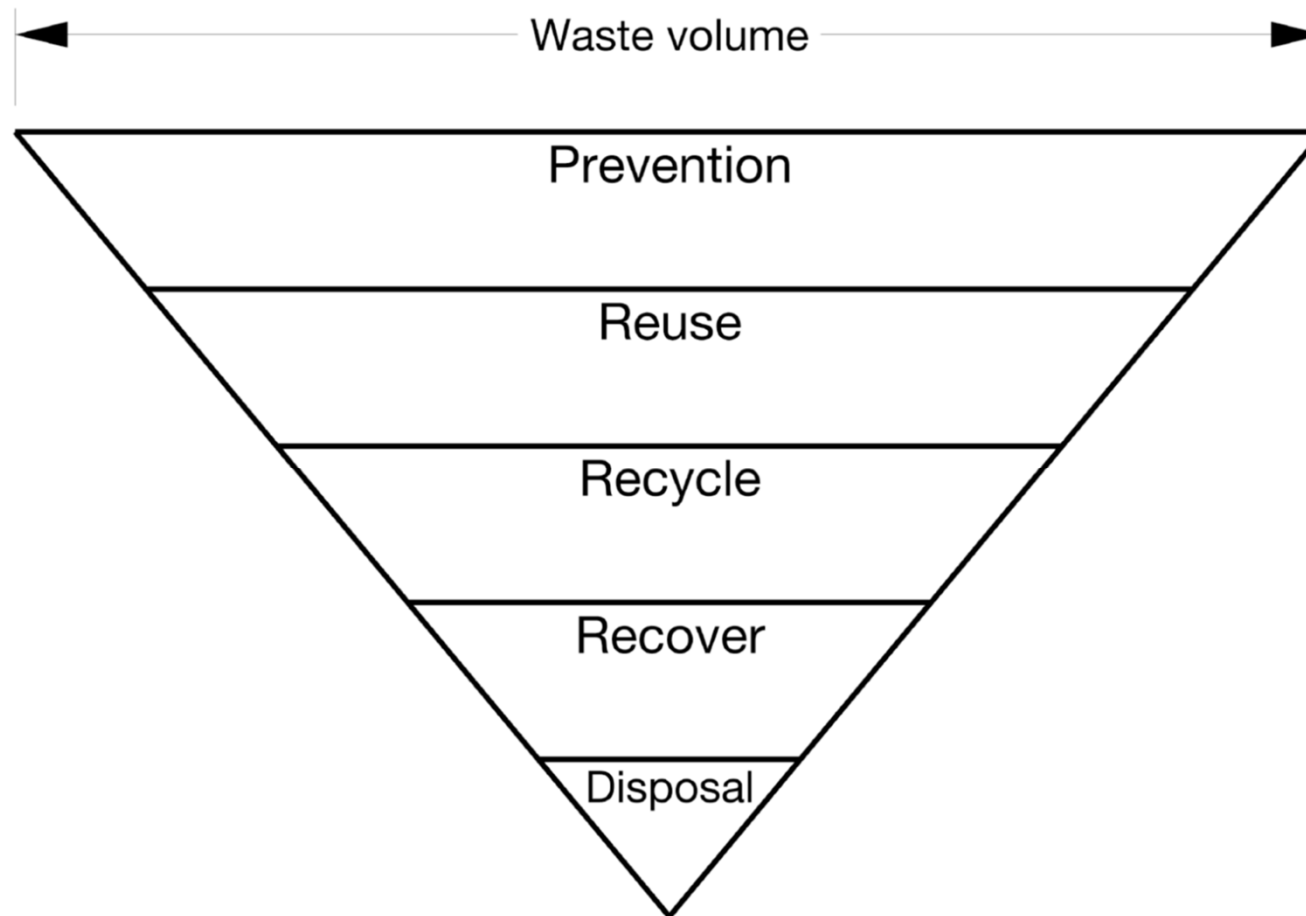 Waste volume
Prevention
Reuse
Recycle
Recover
Disposal